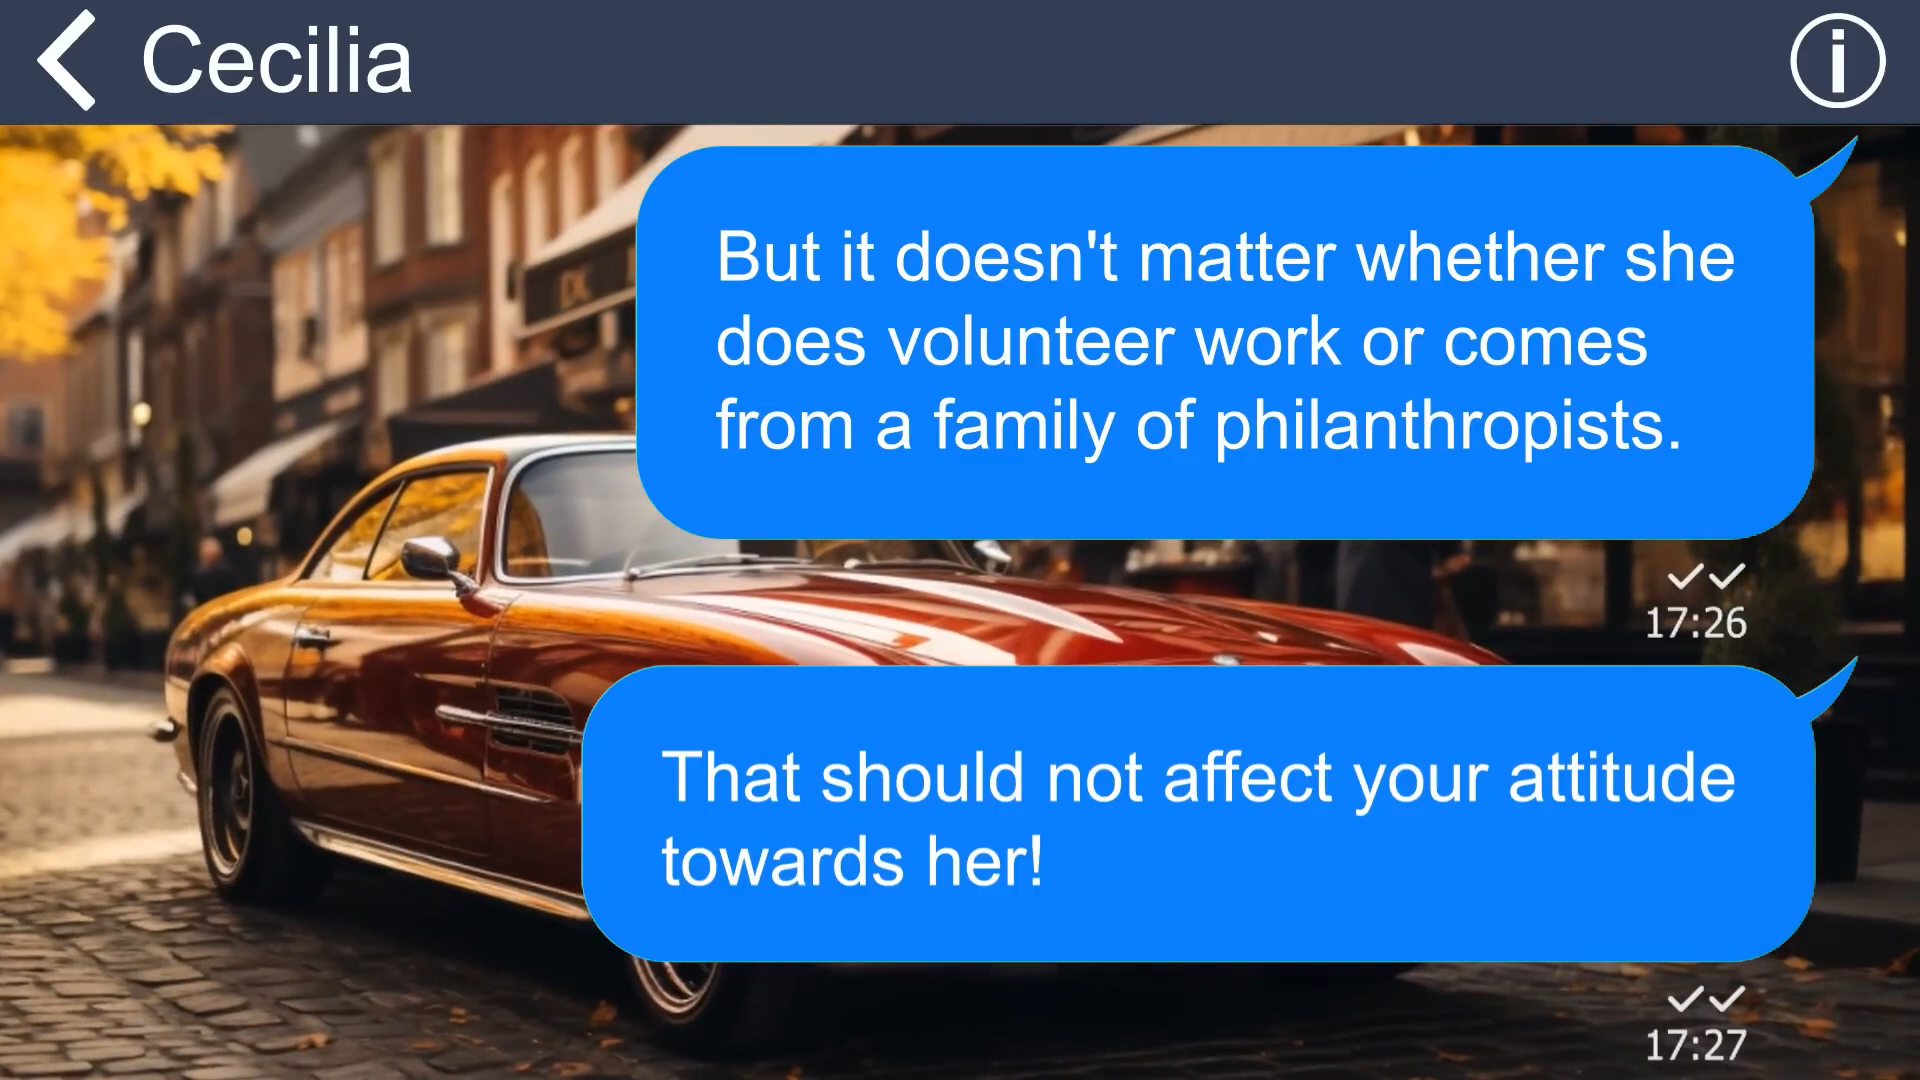 Cecilia
But it doesn't matter whether she
does volunteer work or comes
from a family of philanthropists.
17:26
That should not affect your attitude
towards her!
17:27